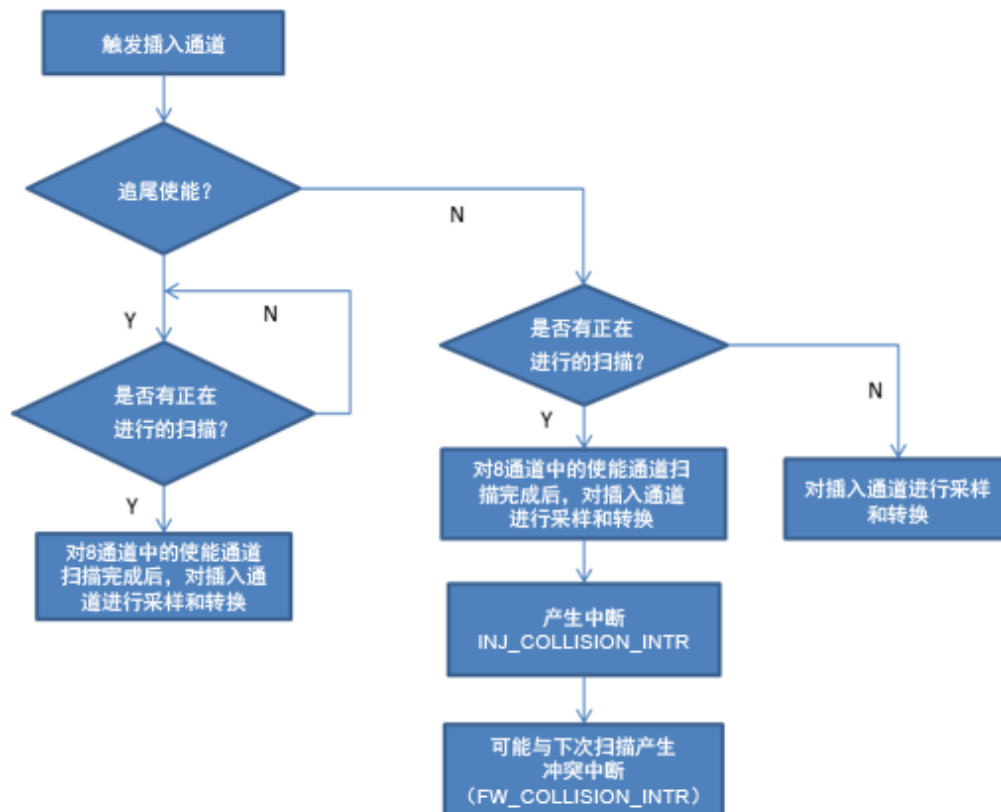 触发插入通道
追尾使能？
N
Y
N
是否有正在
进行的扫描？
Y
对8通道中的使能通道
扫描完成后，对插入通
道进行采样和转换
是否有正在
进行的扫描？
N
Y
对8通道中的使能通道扫
描完成后，对插入通道
进行采样和转换
对插入通道进行采样
和转换
产生中断
INJ_COLLISION_INTR
可能与下次扫描产生
冲突中断
（FW_COLLISION_INTR）